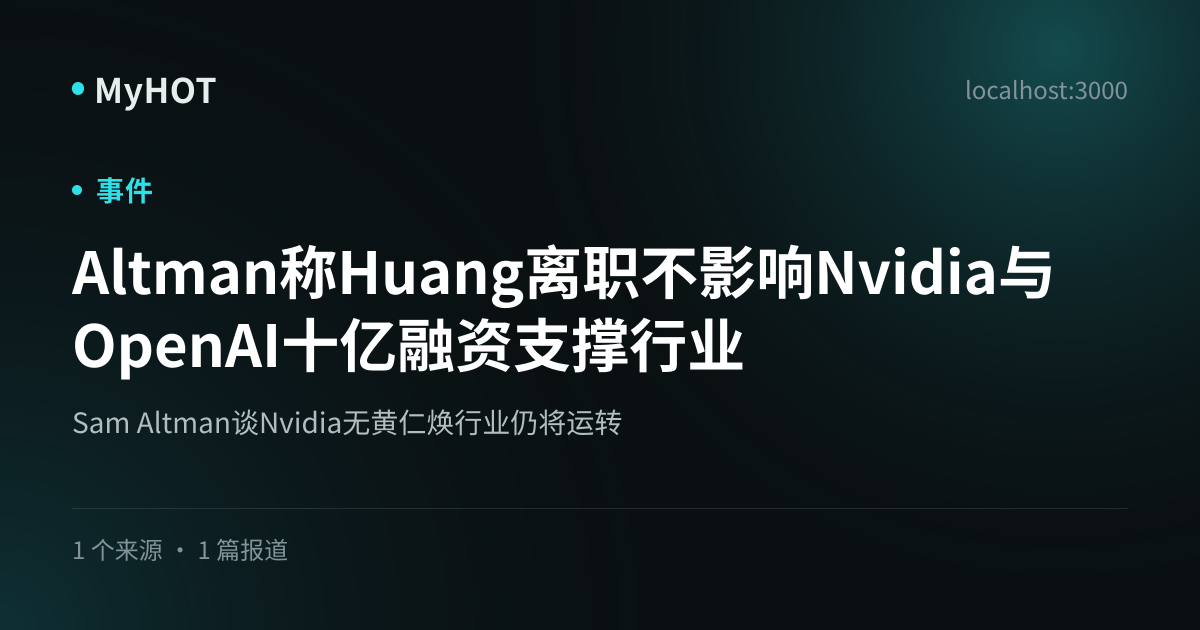 MyHOT
localhost:3000
事件
Altman称Huang离职不影响Nvidia与
OpenAI十亿融资支撑行业
Sam Altman谈Nvidia无黄仁焕行业仍将运转
1 个来源 · 1 篇报道